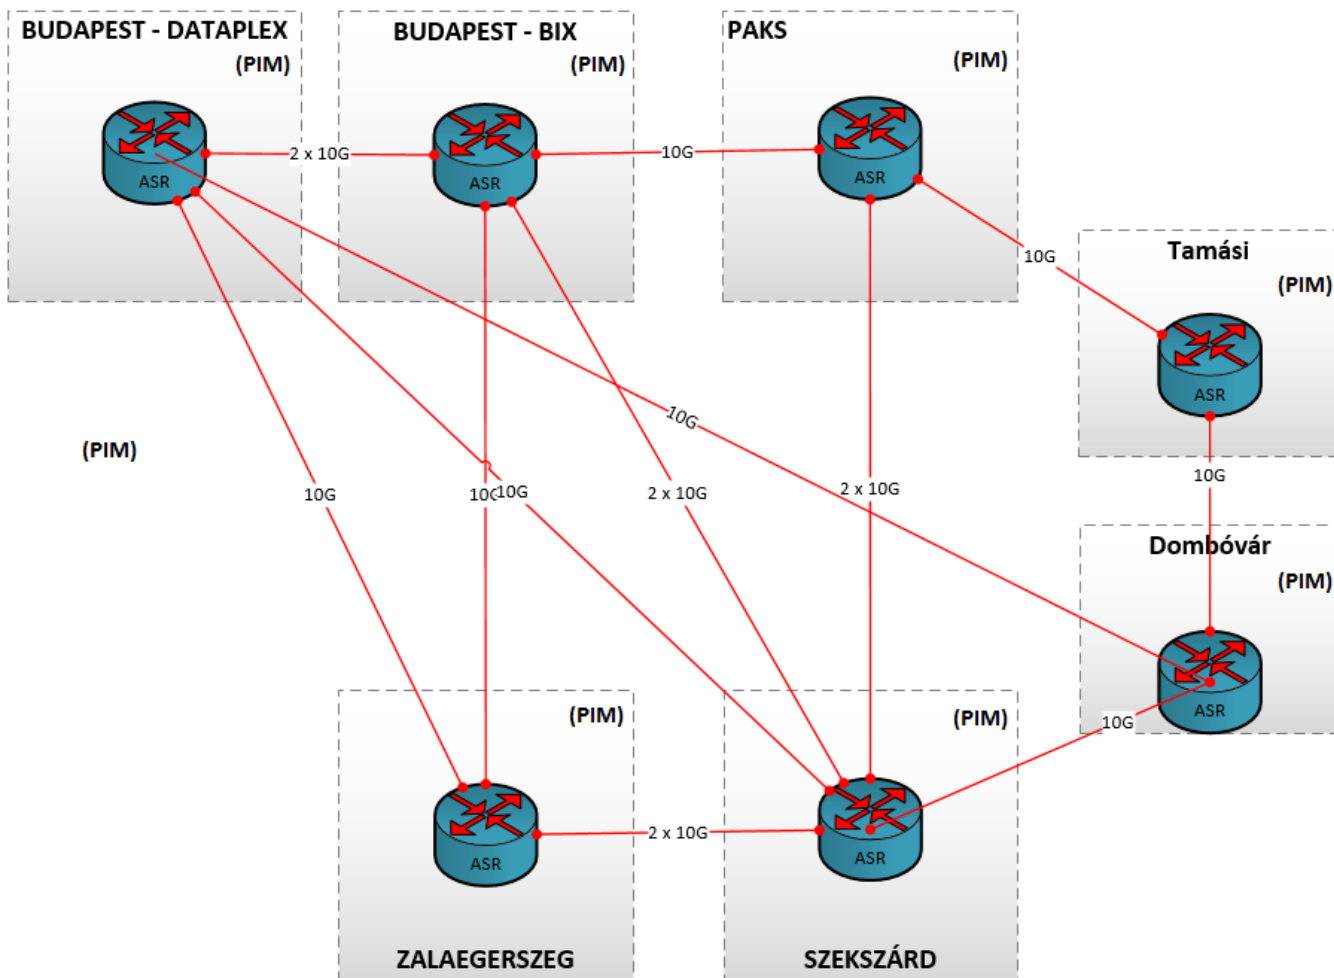 BUDAPEST - DATAPLEX
(PIM)
ASR
BUDAPEST - BIX
(PIM)
ASR
PAKS
(PIM)
ASR
2 x 10G
10G
10G
Tamási
(PIM)
ASR
10G
(PIM)
10G
10G
10G
2 x 10G
2 x 10G
10G
Dombóvár
(PIM)
ASR
10G
(PIM)
ASR
ZALAEGERSZEG
2 x 10G
(PIM)
ASR
SZEKSZÁRD